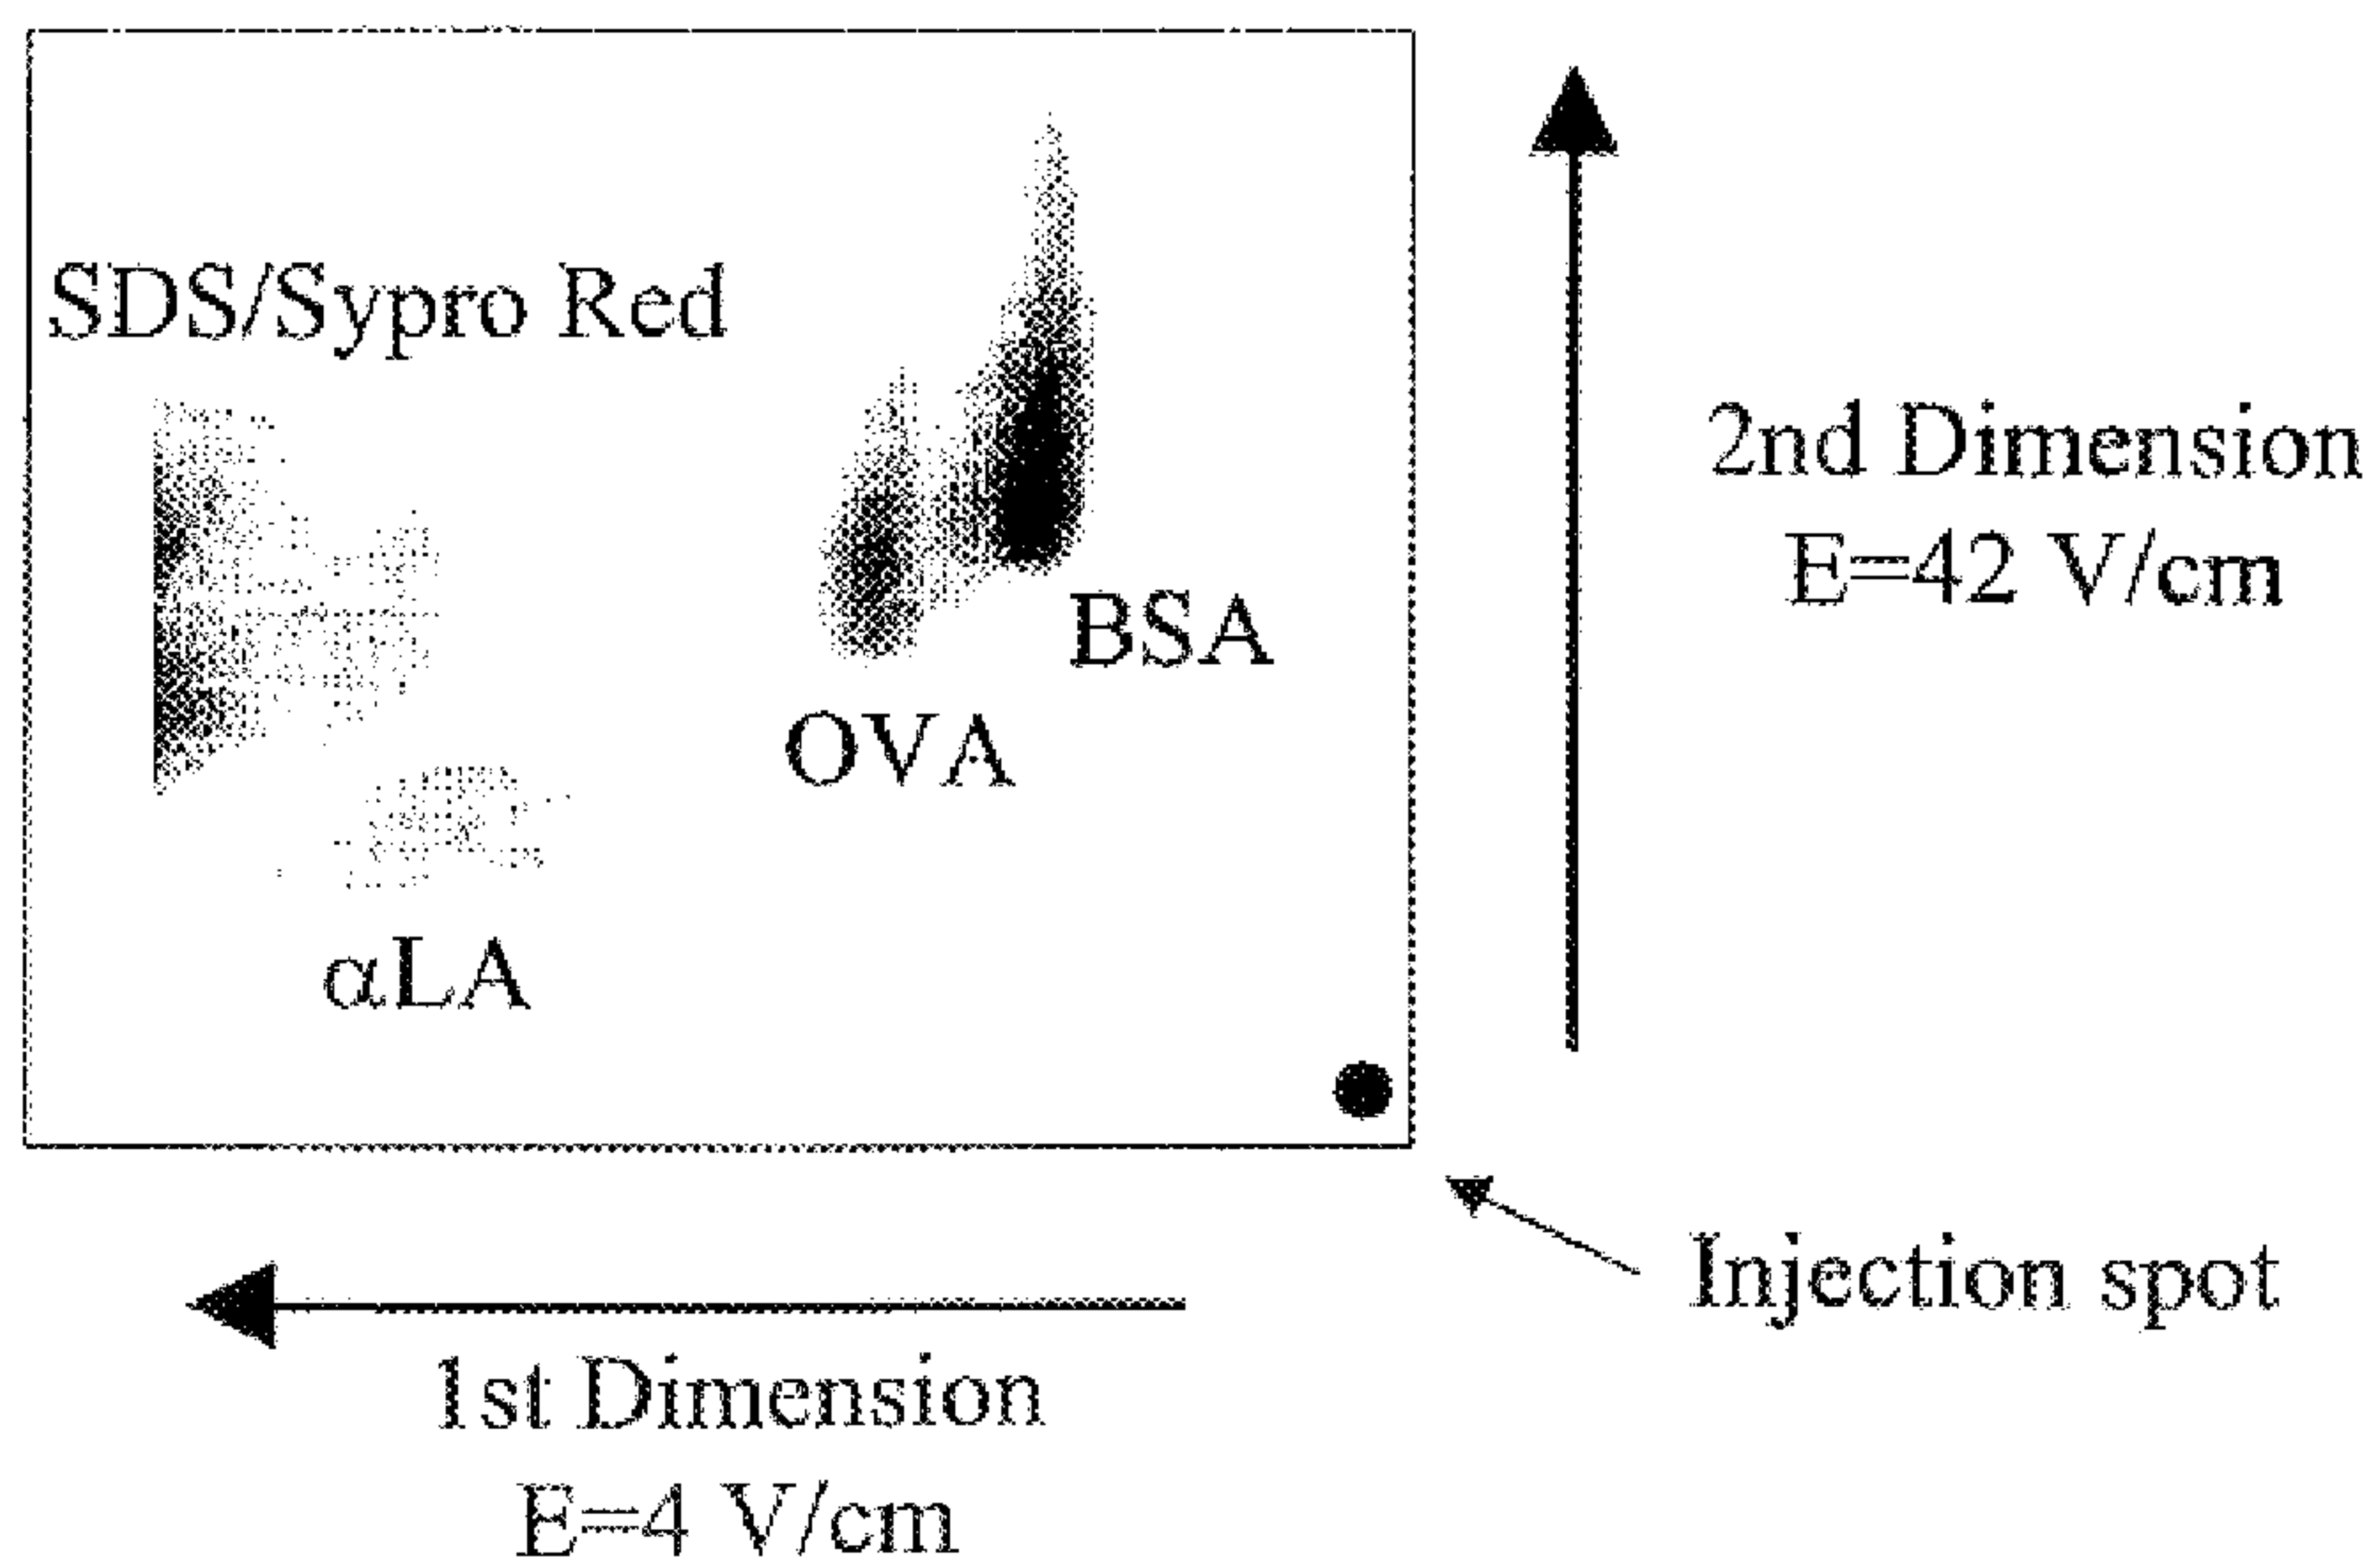 SDS/Sypro Red
2nd Dimension
E=42 V/cm
BSA
OVA
αLA
Injection spot
1st Dimension
E=4 V/cm